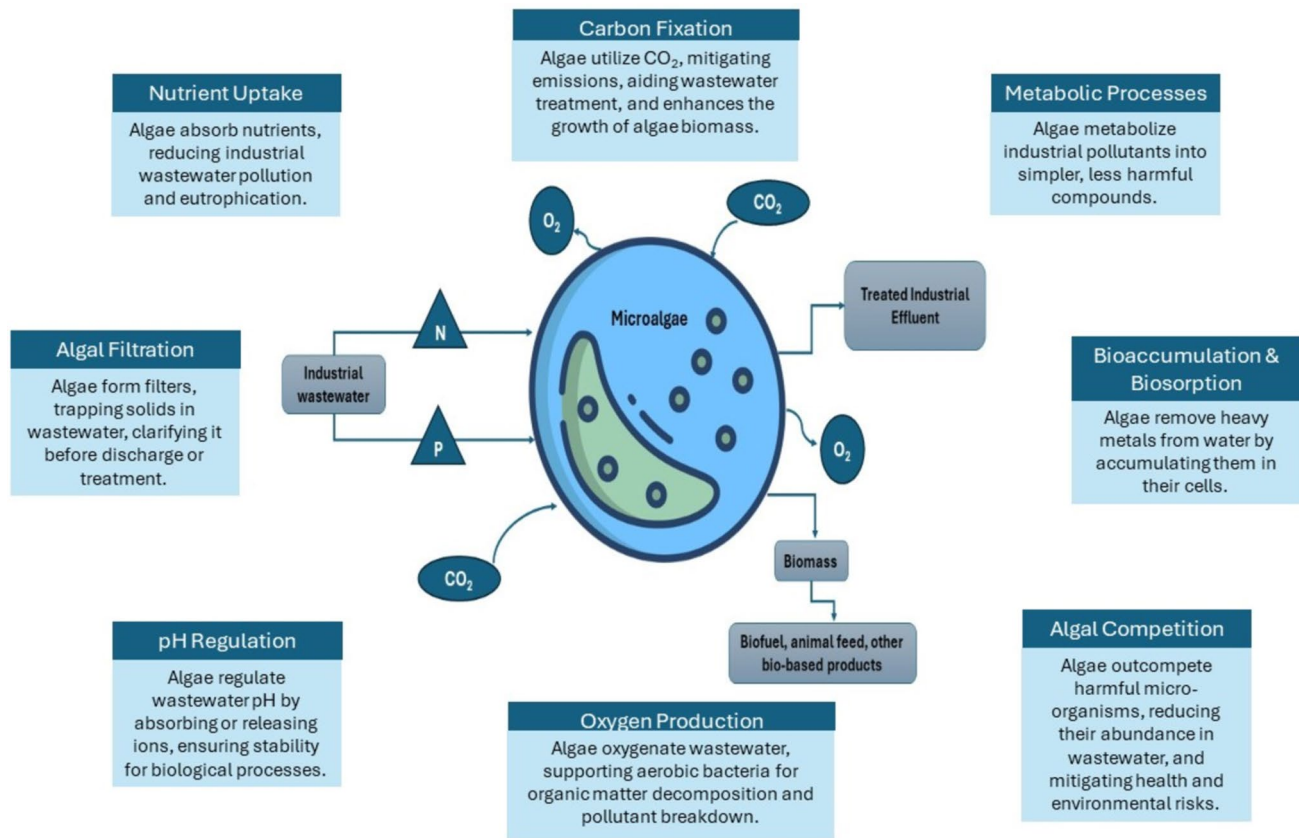 Carbon Fixation
Algae utilize CO₂, mitigating
emissions, aiding wastewater
treatment, and enhances the
growth of algae biomass.
Nutrient Uptake
Algae absorb nutrients,
reducing industrial
wastewater pollution
and eutrophication.
Metabolic Processes
Algae metabolize
industrial pollutants into
simpler, less harmful
compounds.
O₂
CO₂
Microalgae
Treated Industrial
Effluent
N
Industrial
wastewater
P
Algal Filtration
Algae form filters,
trapping solids in
wastewater, clarifying it
before discharge or
treatment.
Bioaccumulation &
Biosorption
Algae remove heavy
metals from water by
accumulating them in
their cells.
O₂
CO₂
Biomass
Biofuel, animal feed, other
bio-based products
pH Regulation
Algae regulate
wastewater pH by
absorbing or releasing
ions, ensuring stability
for biological processes.
Oxygen Production
Algae oxygenate wastewater,
supporting aerobic bacteria for
organic matter decomposition and
pollutant breakdown.
Algal Competition
Algae outcompete
harmful micro-
organisms, reducing
their abundance in
wastewater, and
mitigating health and
environmental risks.